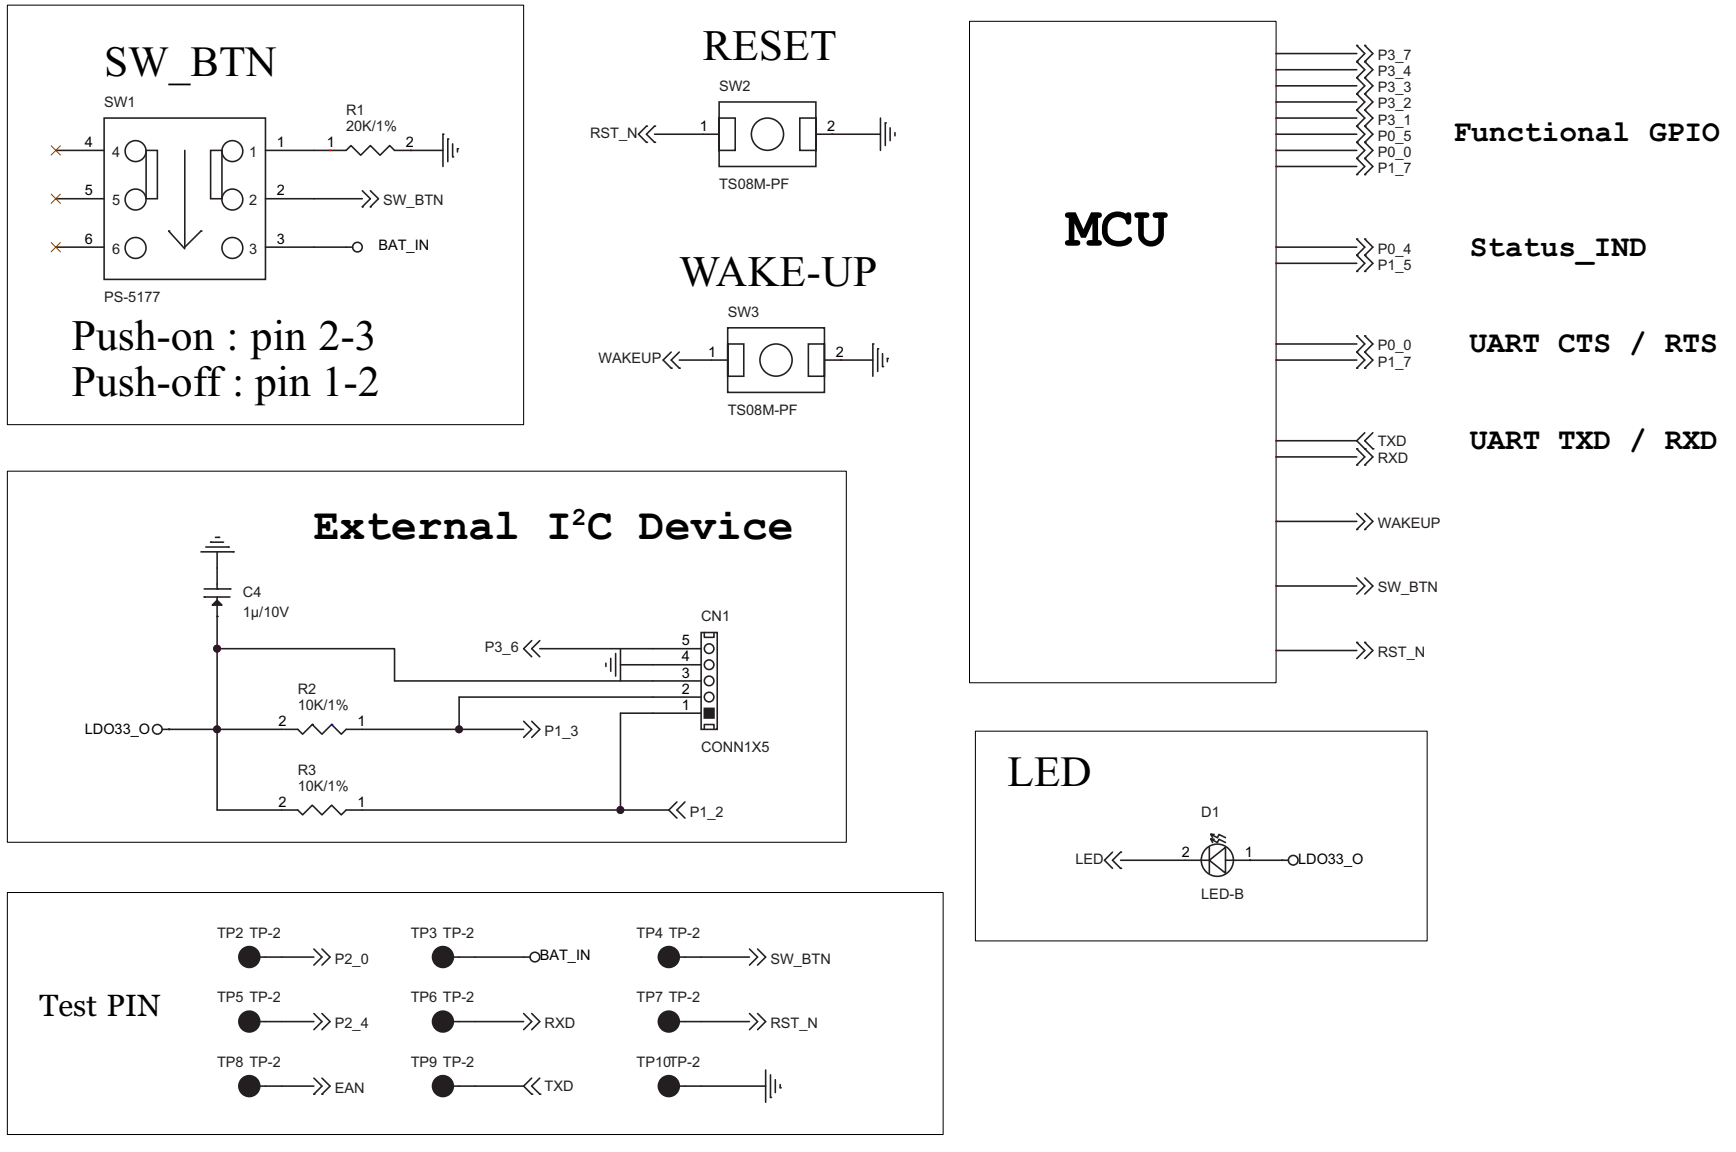 SW_BTN
SW1
R1
20K/1%
4
4
1
1
1
2
5
5
2
2
SW_BTN
6
6
3
3
BAT_IN
PS-5177
Push-on : pin 2-3
Push-off : pin 1-2
RESET
SW2
RST_N
1
2
TS08M-PF
WAKE-UP
SW3
WAKEUP
1
2
TS08M-PF
MCU
P3_7
P3_4
P3_3
P3_2
P3_1
P0_5
P0_0
P1_7
Functional GPIO
P0_4
P1_5
Status_IND
P0_0
P1_7
UART CTS / RTS
TXD
RXD
UART TXD / RXD
WAKEUP
SW_BTN
RST_N
External I²C Device
C4
1µ/10V
CN1
P3_6
5
4
3
2
1
CONN1X5
R2
10K/1%
LDO33_O
2
1
P1_3
R3
10K/1%
2
1
P1_2
LED
D1
LED
2
1
LDO33_O
LED-B
Test PIN
TP2 TP-2
P2_0
TP3 TP-2
BAT_IN
TP4 TP-2
SW_BTN
TP5 TP-2
P2_4
TP6 TP-2
RXD
TP7 TP-2
RST_N
TP8 TP-2
EAN
TP9 TP-2
TXD
TP10TP-2